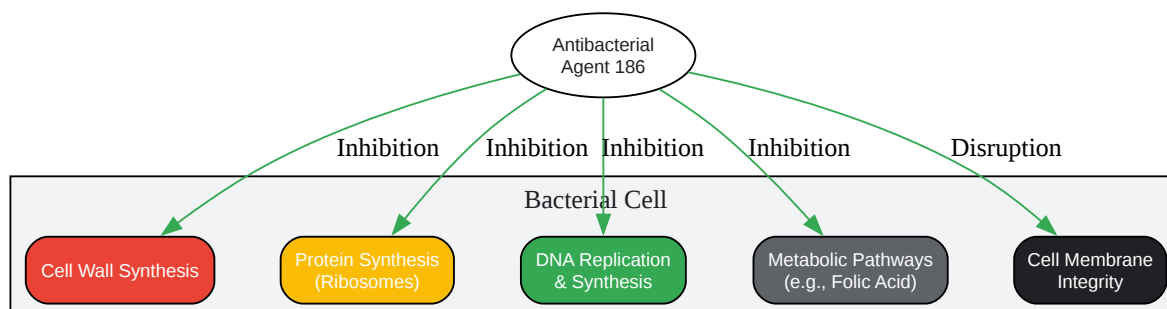 Antibacterial
Agent 186
Inhibition
Inhibition
Inhibition
Inhibition
Disruption
Bacterial Cell
Cell Wall Synthesis
Protein Synthesis
(Ribosomes)
DNA Replication
& Synthesis
Metabolic Pathways
(e.g., Folic Acid)
Cell Membrane
Integrity